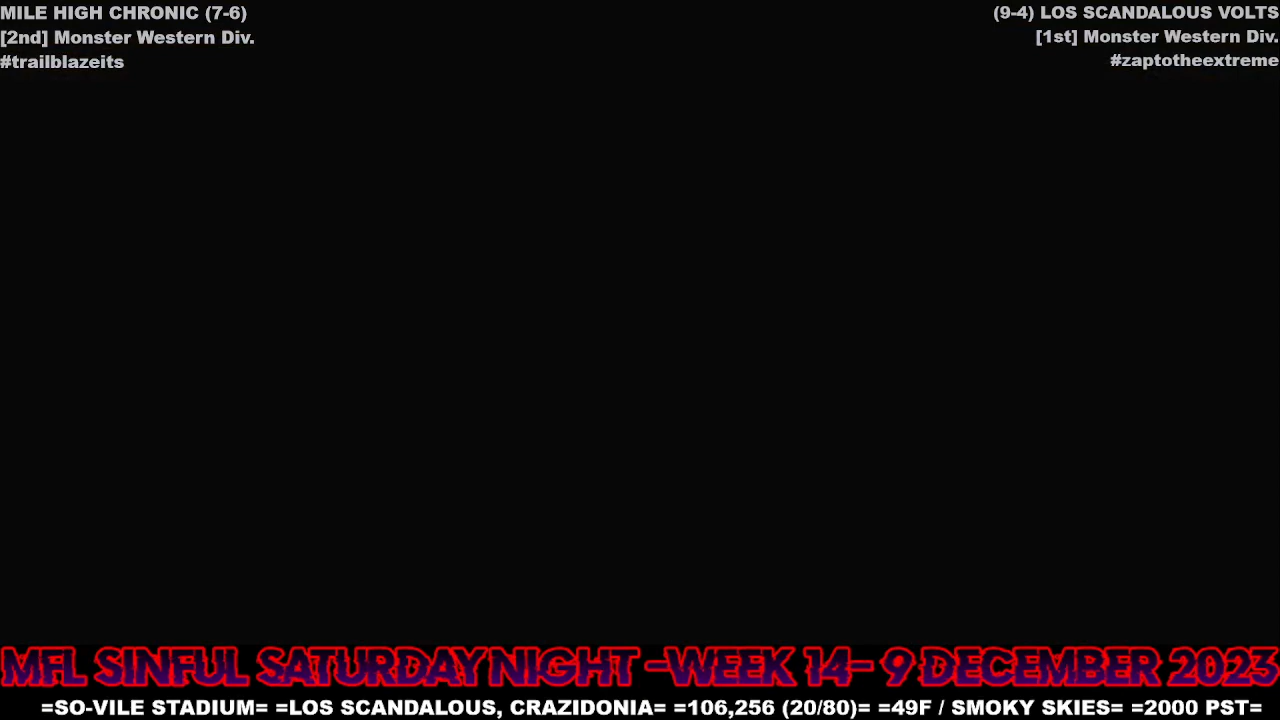 MILE HIGH CHRONIC (7-6)
[2nd] Monster Western Div.
#trailblazeits
(9-4) LOS SCANDALOUS VOLTS
[1st] Monster Western Div.
#zaptotheextreme
MFL SINFUL SATURDAY NIGHT -WEEK 14- 9 DECEMBER 2023
=SO-VILE STADIUM= =LOS SCANDALOUS, CRAZIDONIA= =106,256 (20/80)= =49F / SMOKY SKIES= =2000 PST=